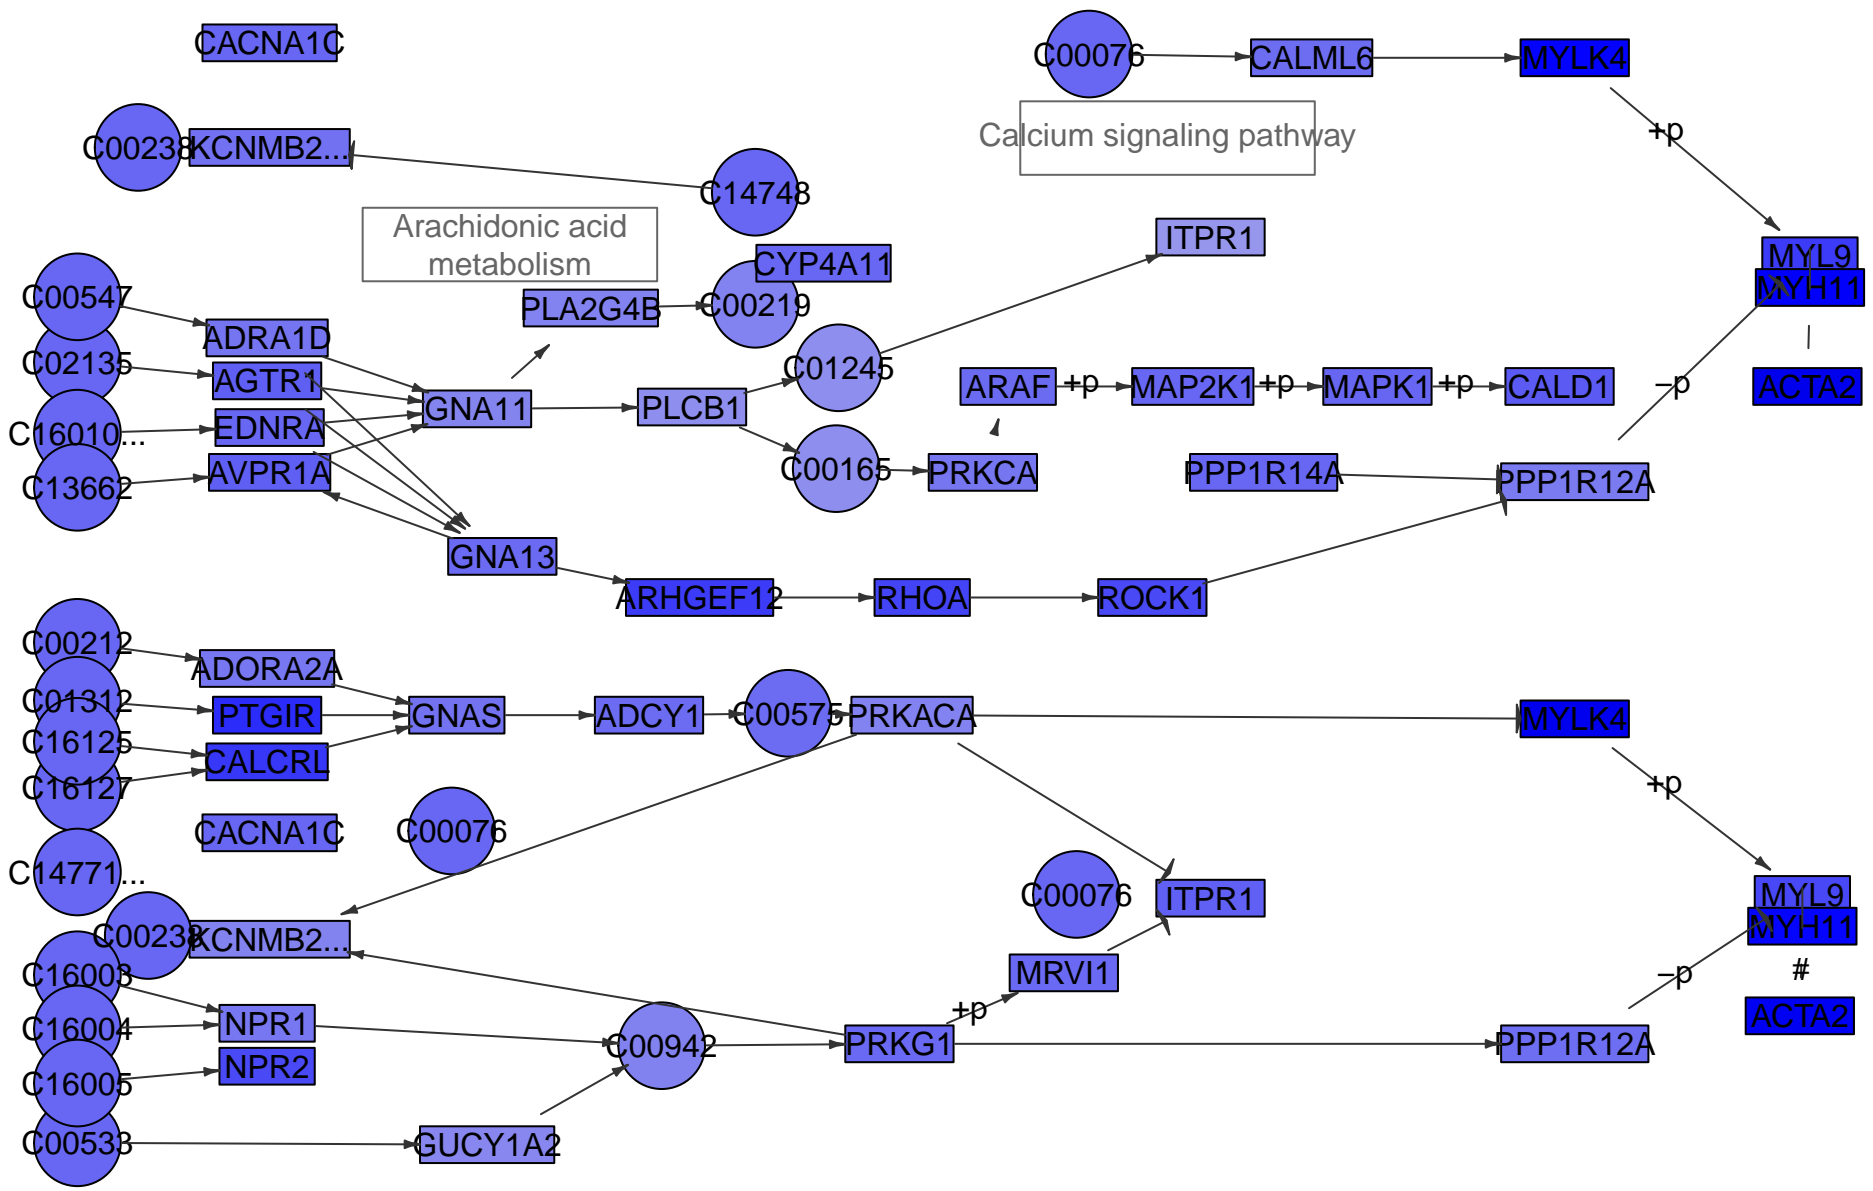 CACNA1C
C00076
CALML6
MYLK4
+p
C00238
KCNMB2...
Calcium signaling pathway
C14748
Arachidonic acid
metabolism
ITPR1
CYP4A11
MYL9
MYH11
C00547
PLA2G4B
C00219
ADRA1D
C02135
AGTR1
C01245
ARAF
+p
MAP2K1
+p
MAPK1
+p
CALD1
–p
ACTA2
GNA11
PLCB1
C16010...
EDNRA
C13662
AVPR1A
C00165
PRKCA
PPP1R14A
PPP1R12A
GNA13
ARHGEF12
RHOA
ROCK1
C00212
ADORA2A
C01312
PTGIR
GNAS
ADCY1
C00575
PRKACA
MYLK4
C16125
CALCRL
C16127
+p
CACNA1C
C00076
C14771...
C00076
ITPR1
MYL9
MYH11
C00238
KCNMB2...
C16003
MRVI1
–p
#
+p
ACTA2
C16004
NPR1
C00942
PRKG1
PPP1R12A
C16005
NPR2
C00533
GUCY1A2